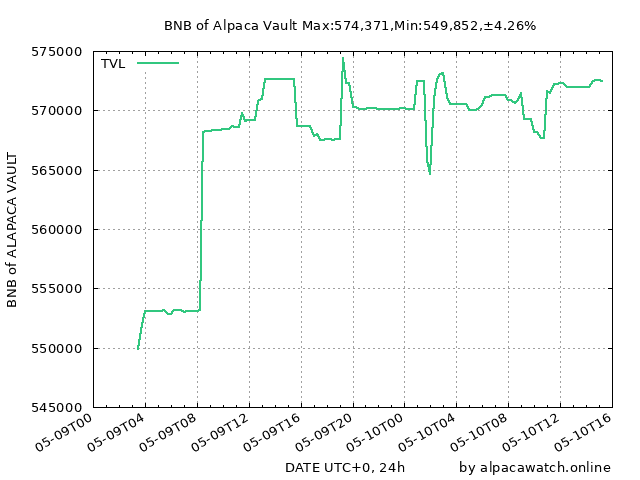 BNB of Alpaca Vault Max:574,371,Min:549,852,±4.26%
TVL
575000
570000
565000
560000
555000
550000
545000
BNB of ALAPACA VAULT
05-09T00
05-09T04
05-09T08
05-09T12
05-09T16
05-09T20
05-10T00
05-10T04
05-10T08
05-10T12
05-10T16
DATE UTC+0, 24h
by alpacawatch.online